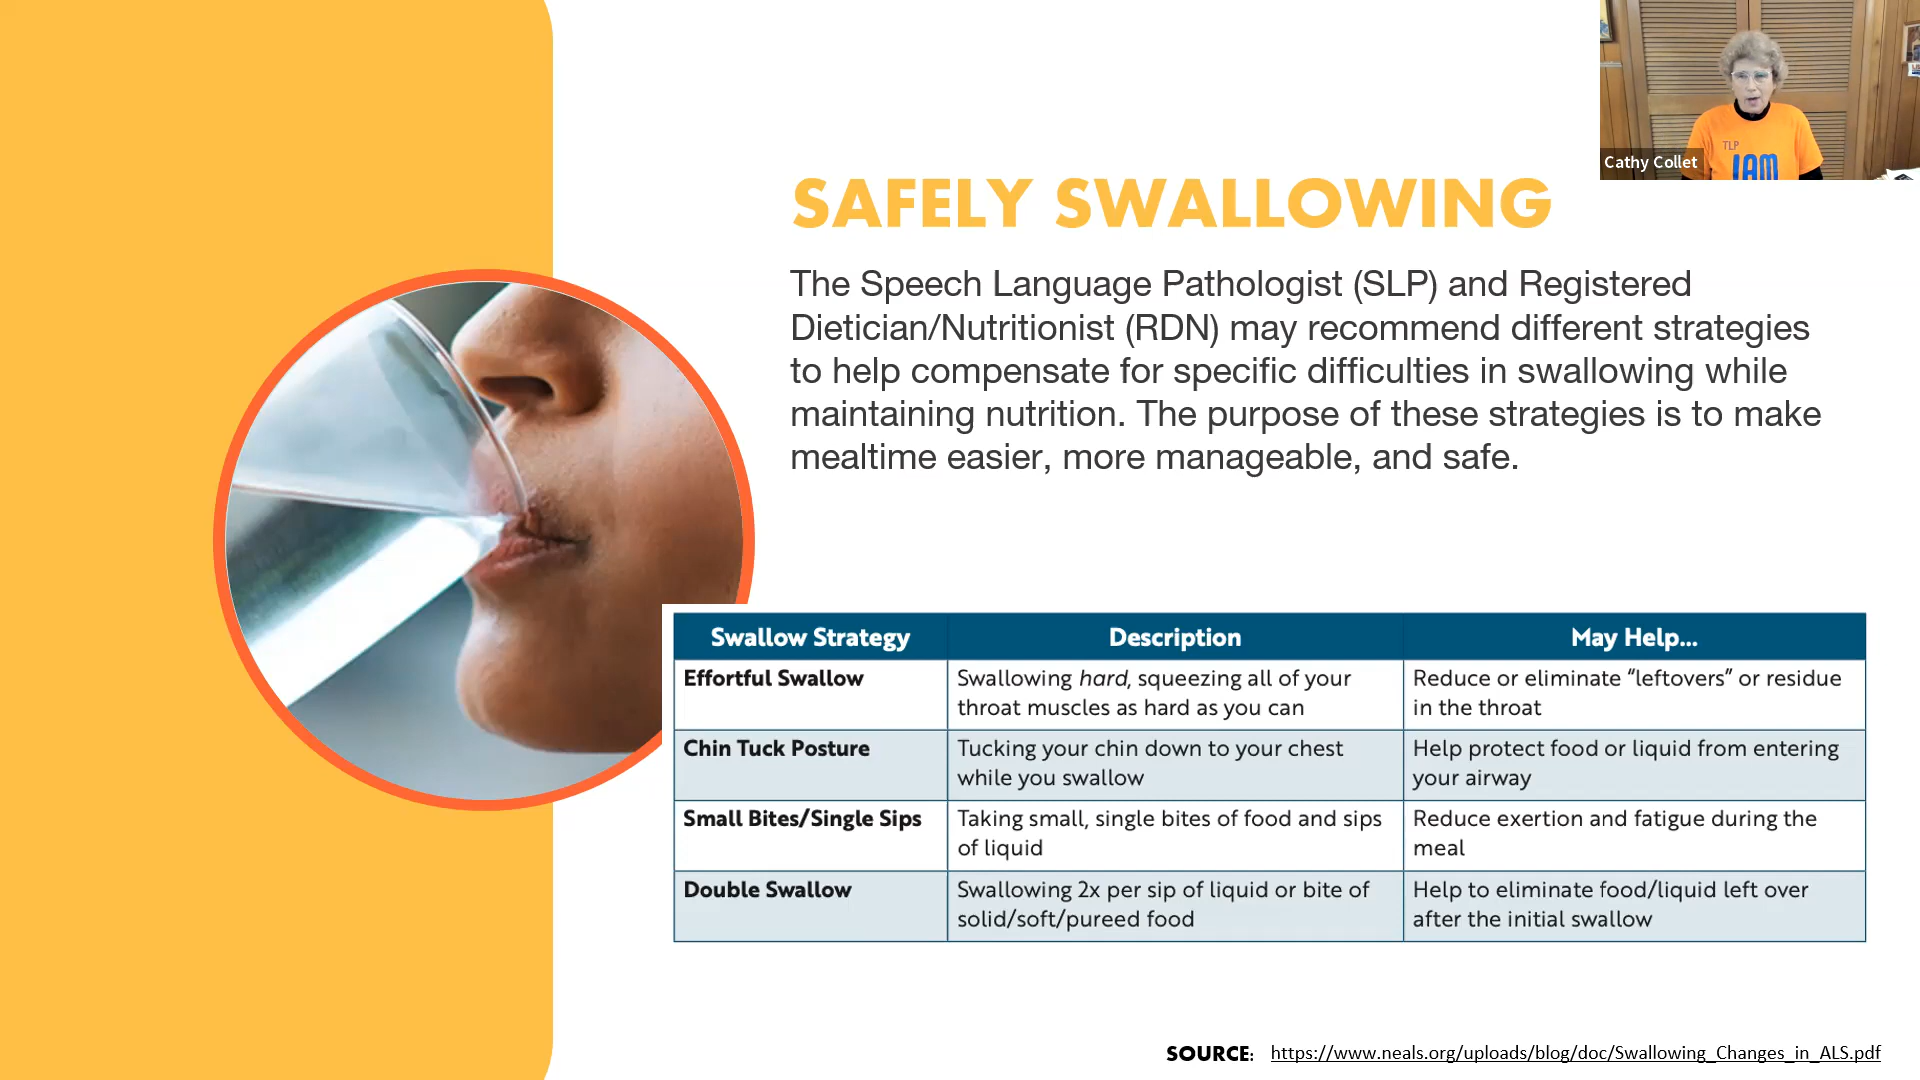 Cathy Collet
TLP
I AM
SAFELY SWALLOWING
The Speech Language Pathologist (SLP) and Registered
Dietician/Nutritionist (RDN) may recommend different strategies
to help compensate for specific difficulties in swallowing while
maintaining nutrition. The purpose of these strategies is to make
mealtime easier, more manageable, and safe.
Swallow Strategy Description May Help...
Effortful Swallow Swallowing hard, squeezing all of your Reduce or eliminate “leftovers” or residue
throat muscles as hard as you can in the throat
Chin Tuck Posture Tucking your chin down to your chest Help protect food or liquid from entering
while you swallow your airway
Small Bites/Single Sips Taking small, single bites of food and sips Reduce exertion and fatigue during the
of liquid meal
Double Swallow Swallowing 2x per sip of liquid or bite of Help to eliminate food/liquid left over
solid/soft/pureed food after the initial swallow
SOURCE: https://www.neals.org/uploads/blog/doc/Swallowing_Changes_in_ALS.pdf